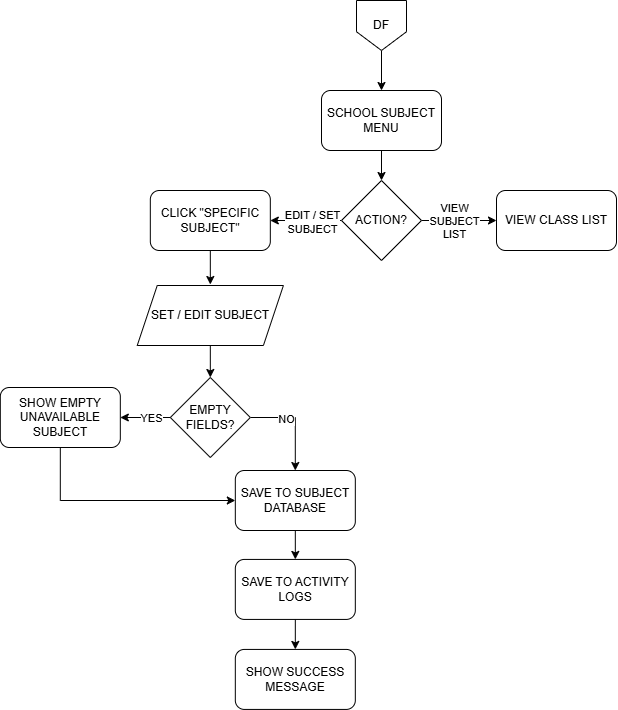 DF
SCHOOL SUBJECT
MENU
CLICK "SPECIFIC
SUBJECT"
EDIT / SET
SUBJECT
ACTION?
VIEW
SUBJECT
LIST
VIEW CLASS LIST
SET / EDIT SUBJECT
SHOW EMPTY
UNAVAILABLE
SUBJECT
YES
EMPTY
FIELDS?
NO
SAVE TO SUBJECT
DATABASE
SAVE TO ACTIVITY
LOGS
SHOW SUCCESS
MESSAGE